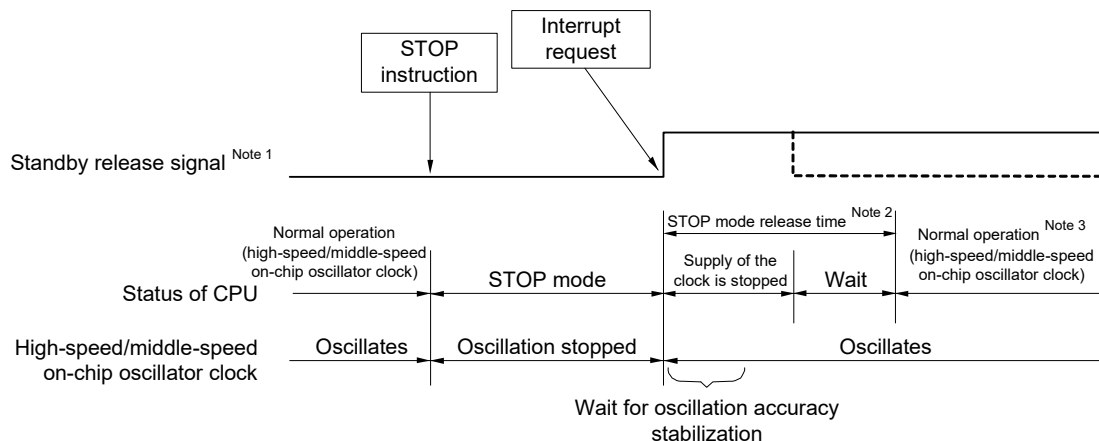 STOP
instruction
Interrupt
request
Standby release signal Note 1
STOP mode release time Note 2
Normal operation
(high-speed/middle-speed
on-chip oscillator clock)
Normal operation Note 3
(high-speed/middle-speed
on-chip oscillator clock)
Supply of the
clock is stopped
Wait
Status of CPU
STOP mode
High-speed/middle-speed
on-chip oscillator clock
Oscillates
Oscillation stopped
Oscillates
Wait for oscillation accuracy
stabilization